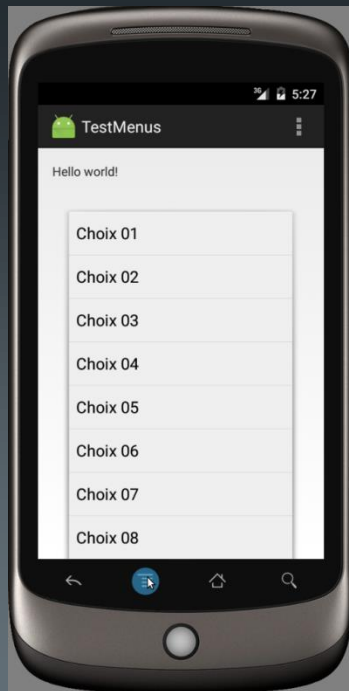 3G 5:27
TestMenus
Hello world!
Choix 01
Choix 02
Choix 03
Choix 04
Choix 05
Choix 06
Choix 07
Choix 08